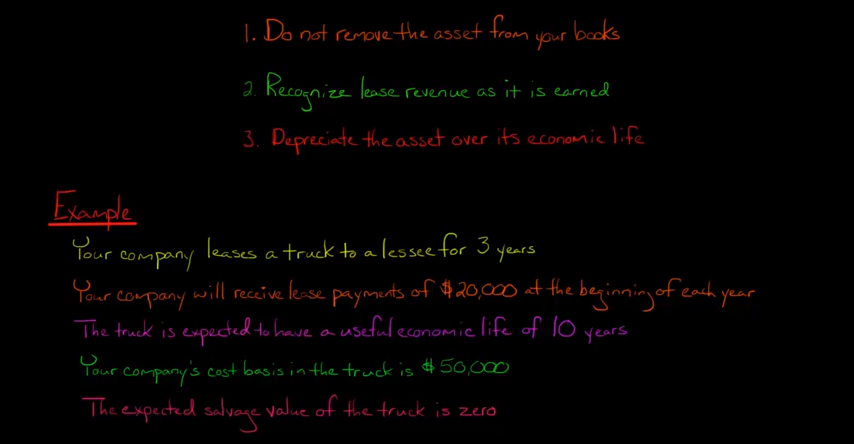 1. Do not remove the asset from your books
2. Recognize lease revenue as it is earned
3. Depreciate the asset over its economic life
Example
Your company leases a truck to a lessee for 3 years
Your company will receive lease payments of $20,000 at the beginning of each year
The truck is expected to have a useful economic life of 10 years
Your company's cost basis in the truck is $50,000
The expected salvage value of the truck is zero